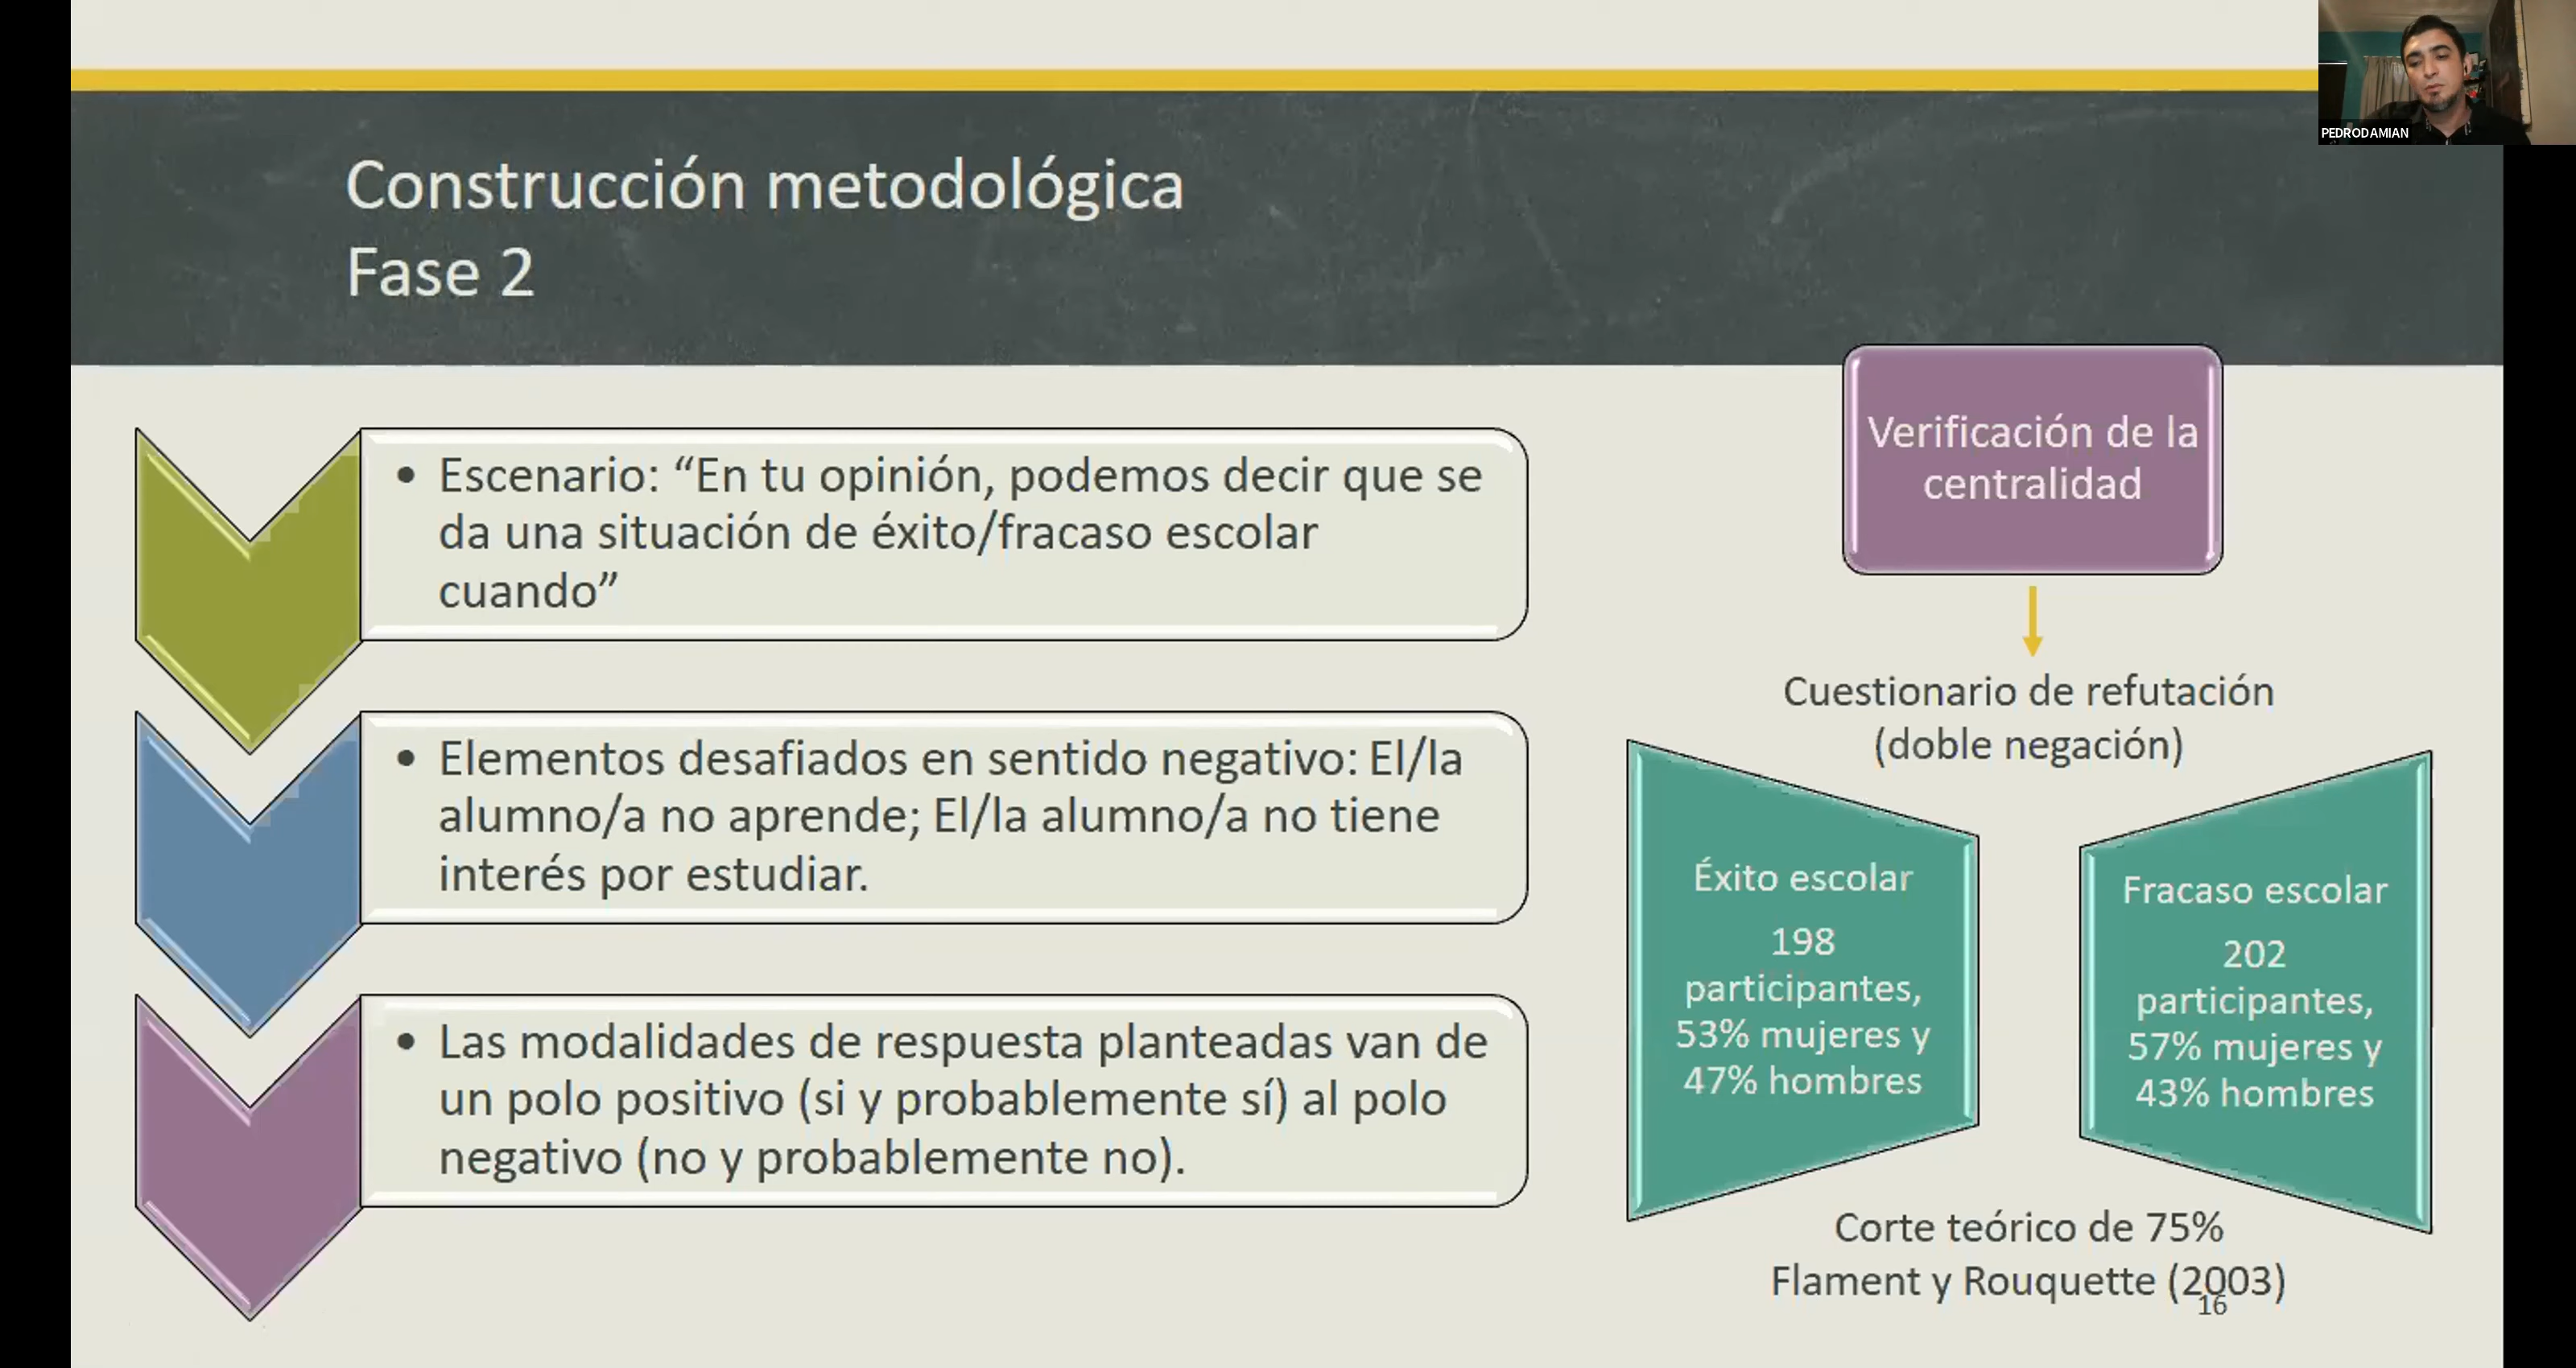 PEDRODAMIAN
Construcción metodológica
Fase 2
• Escenario: “En tu opinión, podemos decir que se
da una situación de éxito/fracaso escolar
cuando”
• Elementos desafiados en sentido negativo: El/la
alumno/a no aprende; El/la alumno/a no tiene
interés por estudiar.
• Las modalidades de respuesta planteadas van de
un polo positivo (si y probablemente sí) al polo
negativo (no y probablemente no).
Verificación de la
centralidad
Cuestionario de refutación
(doble negación)
Éxito escolar
198
participantes,
53% mujeres y
47% hombres
Fracaso escolar
202
participantes,
57% mujeres y
43% hombres
Corte teórico de 75%
Flament y Rouquette (2003)
16